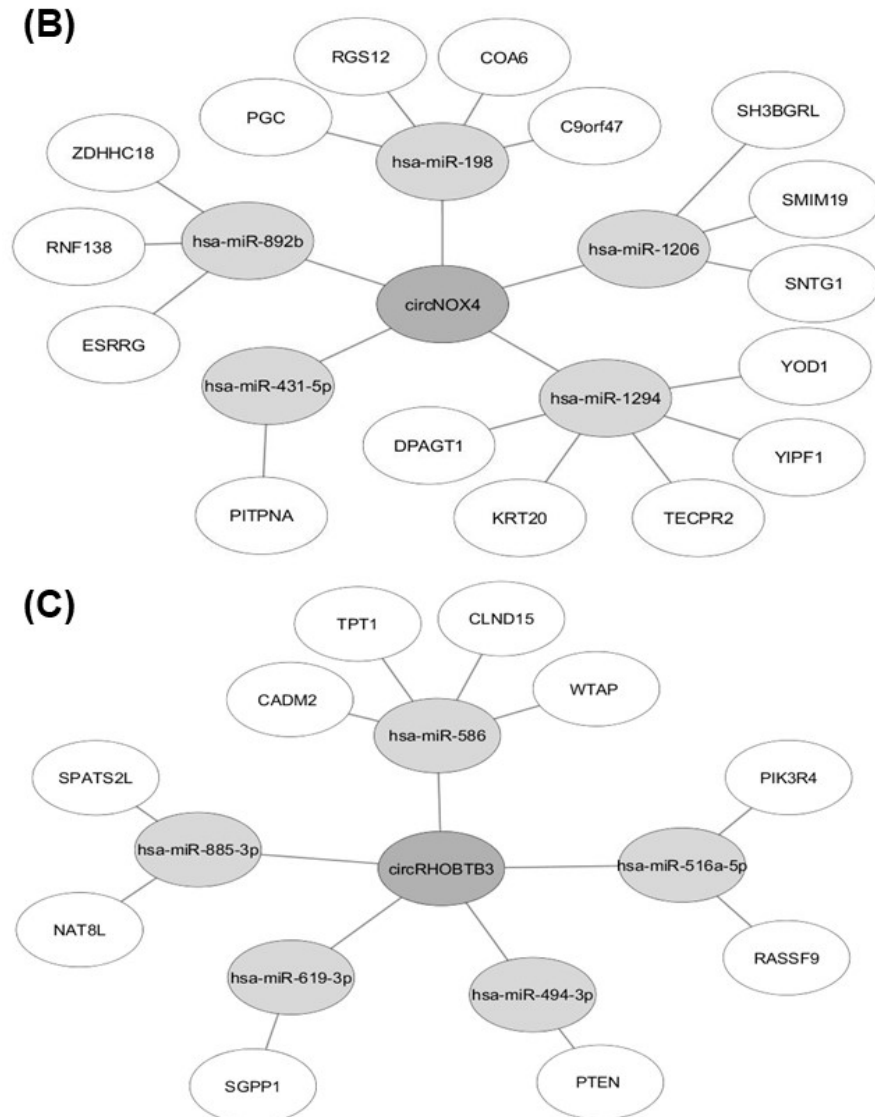 (B)
RGS12
COA6
PGC
C9orf47
SH3BGRL
hsa-miR-198
ZDHHC18
SMIM19
RNF138
hsa-miR-892b
hsa-miR-1206
SNTG1
circNOX4
ESRRG
hsa-miR-431-5p
YOD1
hsa-miR-1294
DPAGT1
YIPF1
PITPNA
KRT20
TECPR2
(C)
TPT1
CLND15
CADM2
WTAP
hsa-miR-586
SPATS2L
PIK3R4
hsa-miR-885-3p
circRHOBTB3
hsa-miR-516a-5p
NAT8L
RASSF9
hsa-miR-619-3p
hsa-miR-494-3p
SGPP1
PTEN